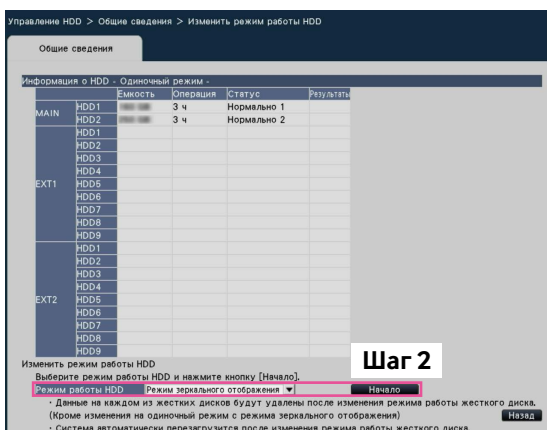 Управление HDD > Общие сведения > Изменить режим работы HDD
Общие сведения
Информация о HDD - Одиночный режим -
Емкость Операция Статус Результаты
MAIN HDD1 3 ч Нормально 1
HDD2 3 ч Нормально 2
EXT1 HDD1
HDD2
HDD3
HDD4
HDD5
HDD6
HDD7
HDD8
HDD9
EXT2 HDD1
HDD2
HDD3
HDD4
HDD5
HDD6
HDD7
HDD8
HDD9
Шаг 2
Изменить режим работы HDD
Выберите режим работы HDD и нажмите кнопку [Начало].
Режим работы HDD Режим зеркального отображения Начало
· Данные на каждом из жестких дисков будут удалены после изменения режима работы жесткого диска.
(Кроме изменения на одиночный режим с режима зеркального отображения) Назад
· Система автоматически перезагрузится после изменения режима работы жесткого диска.